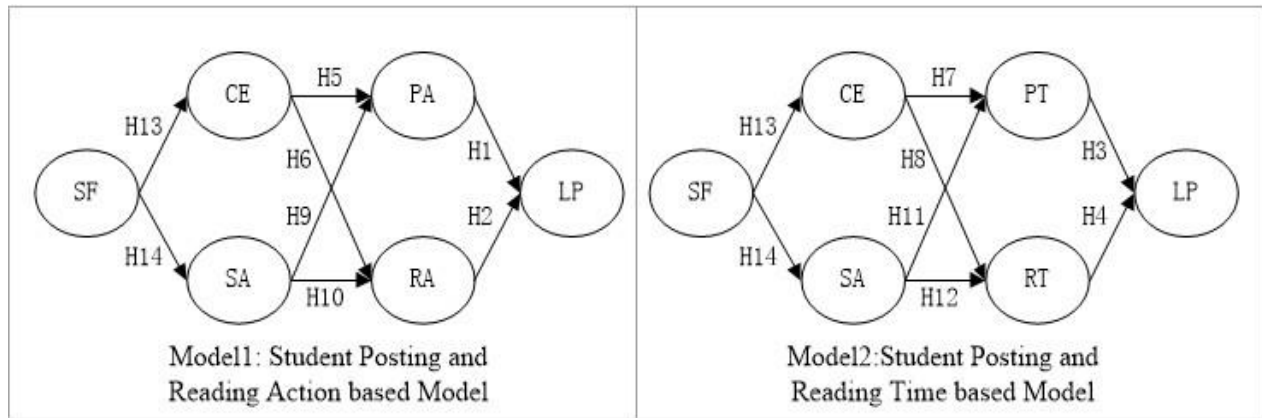 H5
CE
PA
H13
H6
H1
SF
LP
H9
H2
H14
SA
RA
H10
Model1: Student Posting and
Reading Action based Model
H7
CE
PT
H13
H8
H3
SF
LP
H11
H4
H14
SA
RT
H12
Model2:Student Posting and
Reading Time based Model